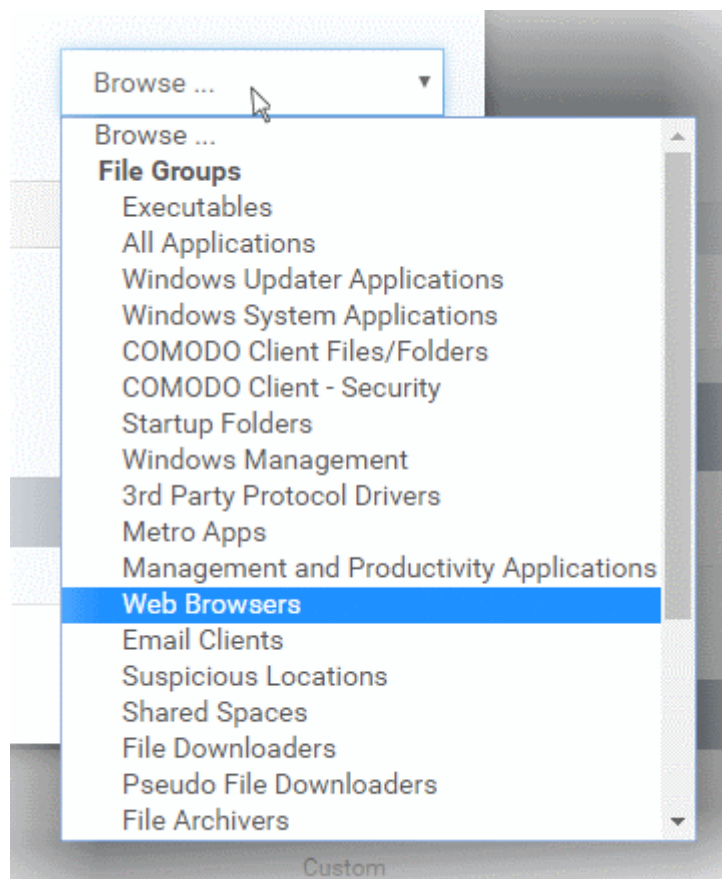 Browse ...
Browse ...
File Groups
Executables
All Applications
Windows Updater Applications
Windows System Applications
COMODO Client Files/Folders
COMODO Client - Security
Startup Folders
Windows Management
3rd Party Protocol Drivers
Metro Apps
Management and Productivity Applications
Web Browsers
Email Clients
Suspicious Locations
Shared Spaces
File Downloaders
Pseudo File Downloaders
File Archivers
Custom